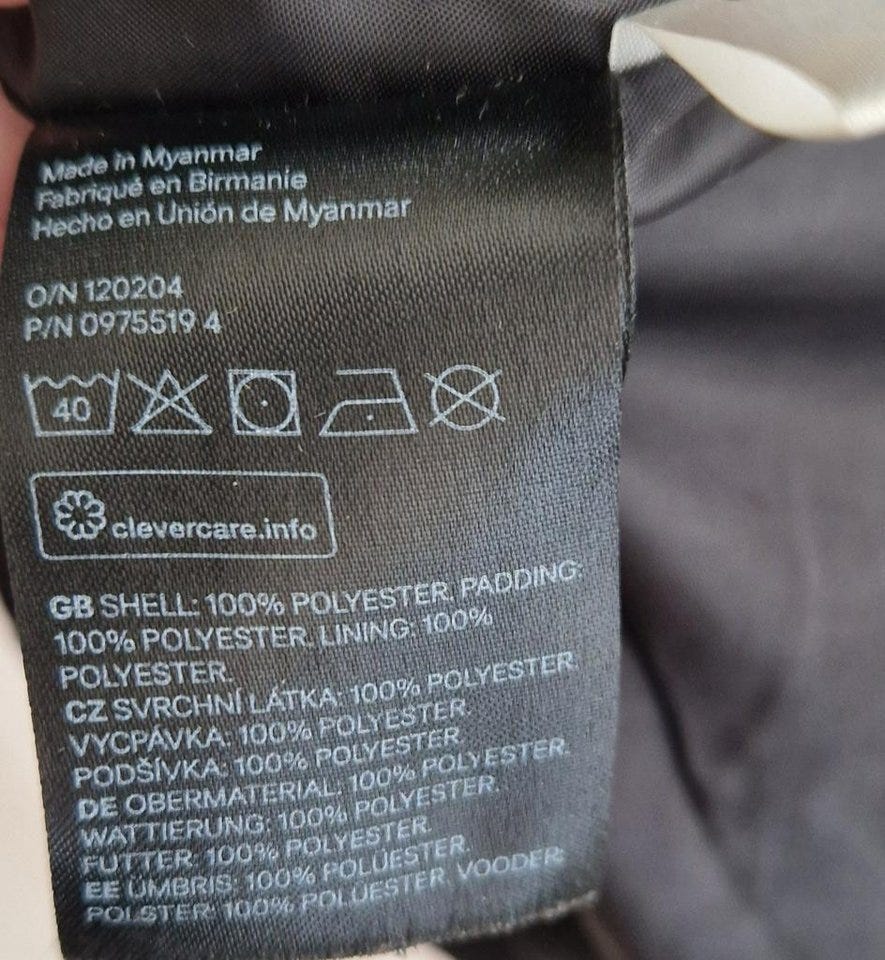 Made in Myanmar
Fabriqué en Birmanie
Hecho en Unión de Myanmar
O/N 120204
P/N 0975519 4
40
clevercare.info
GB SHELL: 100% POLYESTER. PADDING:
100% POLYESTER. LINING: 100%
POLYESTER.
CZ SVRCHNÍ LÁTKA: 100% POLYESTER.
VYCPÁVKA: 100% POLYESTER.
PODŠÍVKA: 100% POLYESTER.
DE OBERMATERIAL: 100% POLYESTER.
WATTIERUNG: 100% POLYESTER.
FUTTER: 100% POLYESTER.
EE ÜMBRIS: 100% POLÜESTER.
POLSTER: 100% POLÜESTER. VOODER: